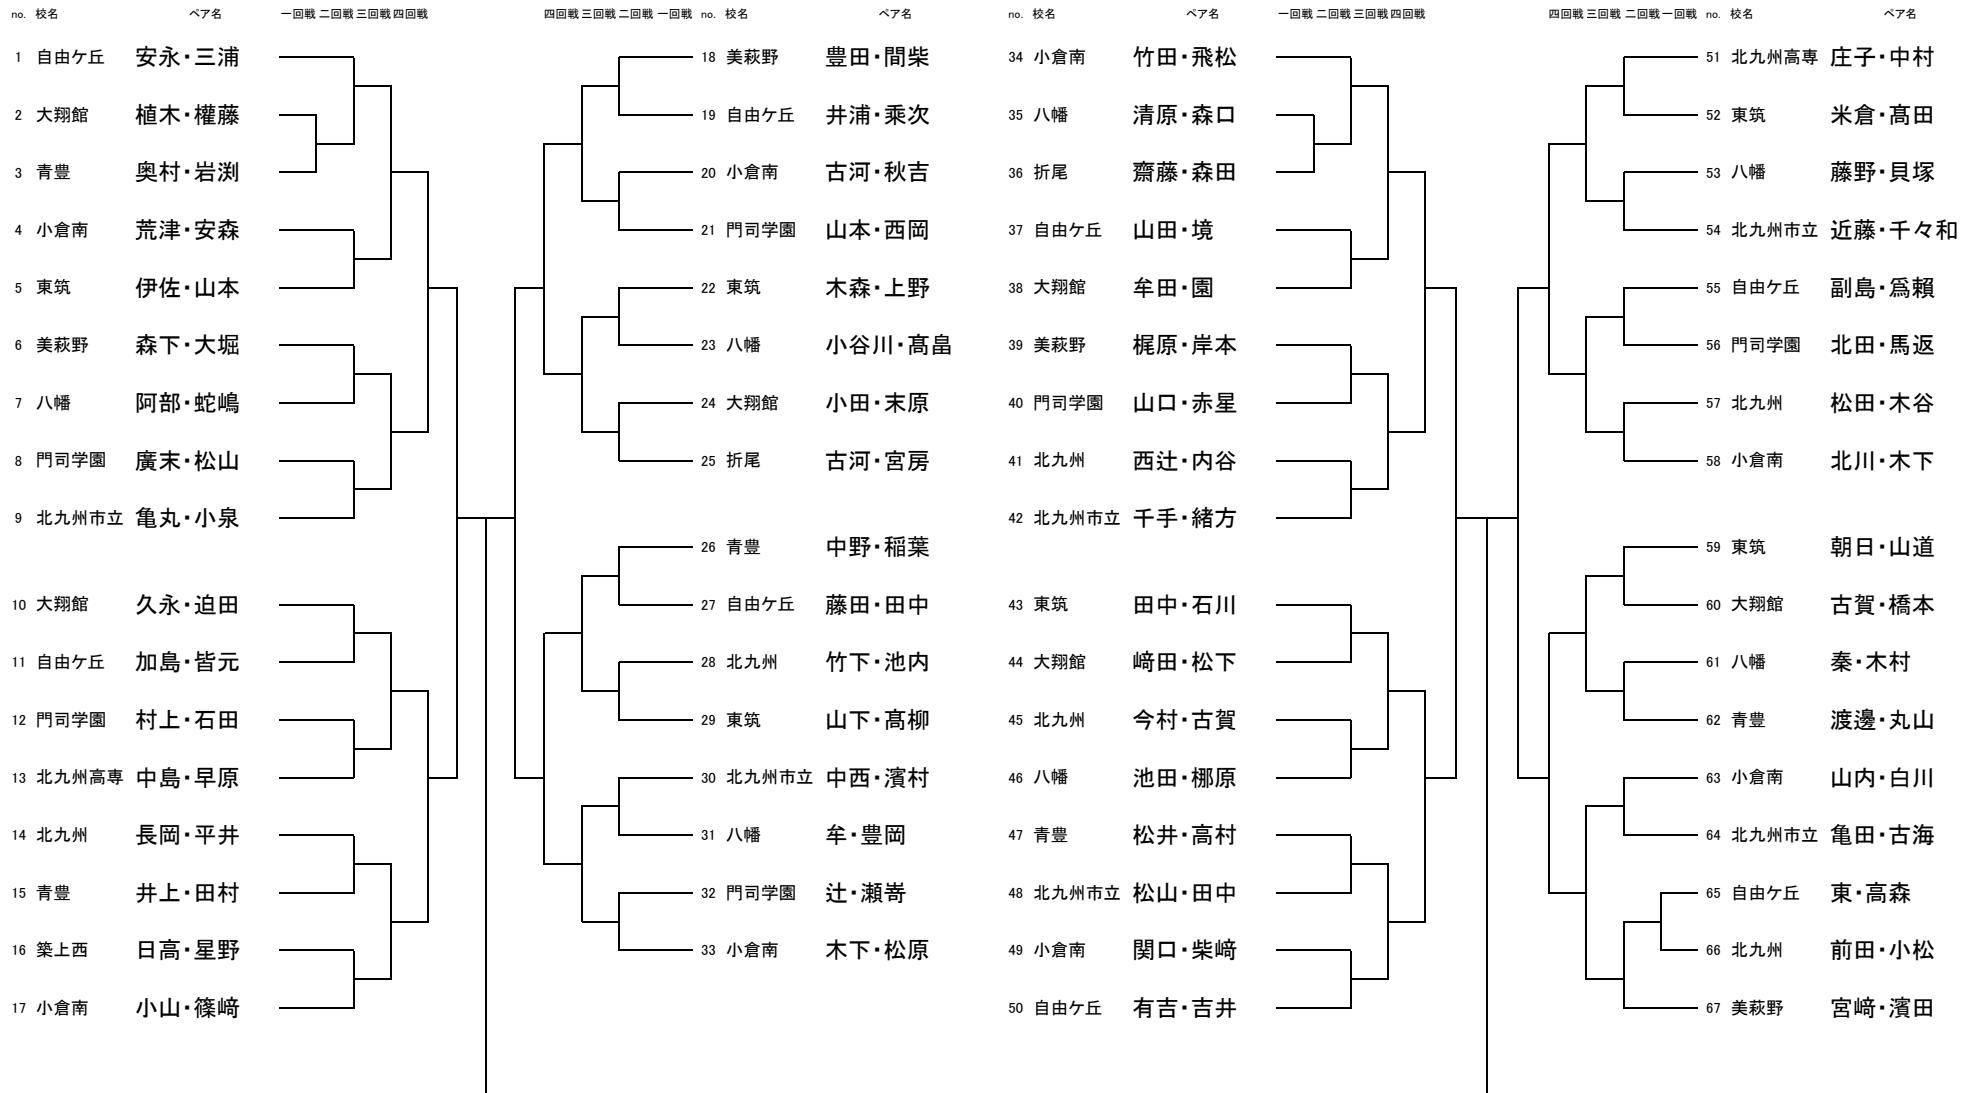 no. 校名 ペア名 一回戦 二回戦 三回戦 四回戦
1 自由ケ丘 安永・三浦
2 大翔館 植木・權藤
3 青豊 奥村・岩渕
4 小倉南 荒津・安森
5 東筑 伊佐・山本
6 美萩野 森下・大堀
7 八幡 阿部・蛇嶋
8 門司学園 廣末・松山
9 北九州市立 亀丸・小泉
10 大翔館 久永・迫田
11 自由ケ丘 加島・皆元
12 門司学園 村上・石田
13 北九州高専 中島・早原
14 北九州 長岡・平井
15 青豊 井上・田村
16 築上西 日高・星野
17 小倉南 小山・篠﨑
四回戦 三回戦 二回戦 一回戦 no. 校名 ペア名
18 美萩野 豊田・間柴
19 自由ケ丘 井浦・乘次
20 小倉南 古河・秋吉
21 門司学園 山本・西岡
22 東筑 木森・上野
23 八幡 小谷川・髙畠
24 大翔館 小田・末原
25 折尾 古河・宮房
26 青豊 中野・稲葉
27 自由ケ丘 藤田・田中
28 北九州 竹下・池内
29 東筑 山下・髙柳
30 北九州市立 中西・濱村
31 八幡 牟・豊岡
32 門司学園 辻・瀬嵜
33 小倉南 木下・松原
no. 校名 ペア名 一回戦 二回戦 三回戦 四回戦
34 小倉南 竹田・飛松
35 八幡 清原・森口
36 折尾 齋藤・森田
37 自由ケ丘 山田・境
38 大翔館 牟田・園
39 美萩野 梶原・岸本
40 門司学園 山口・赤星
41 北九州 西辻・内谷
42 北九州市立 千手・緒方
43 東筑 田中・石川
44 大翔館 﨑田・松下
45 北九州 今村・古賀
46 八幡 池田・梛原
47 青豊 松井・高村
48 北九州市立 松山・田中
49 小倉南 関口・柴﨑
50 自由ケ丘 有吉・吉井
四回戦 三回戦 二回戦 一回戦 no. 校名 ペア名
51 北九州高専 庄子・中村
52 東筑 米倉・髙田
53 八幡 藤野・貝塚
54 北九州市立 近藤・千々和
55 自由ケ丘 副島・爲賴
56 門司学園 北田・馬返
57 北九州 松田・木谷
58 小倉南 北川・木下
59 東筑 朝日・山道
60 大翔館 古賀・橋本
61 八幡 秦・木村
62 青豊 渡邊・丸山
63 小倉南 山内・白川
64 北九州市立 亀田・古海
65 自由ケ丘 東・高森
66 北九州 前田・小松
67 美萩野 宮﨑・濱田